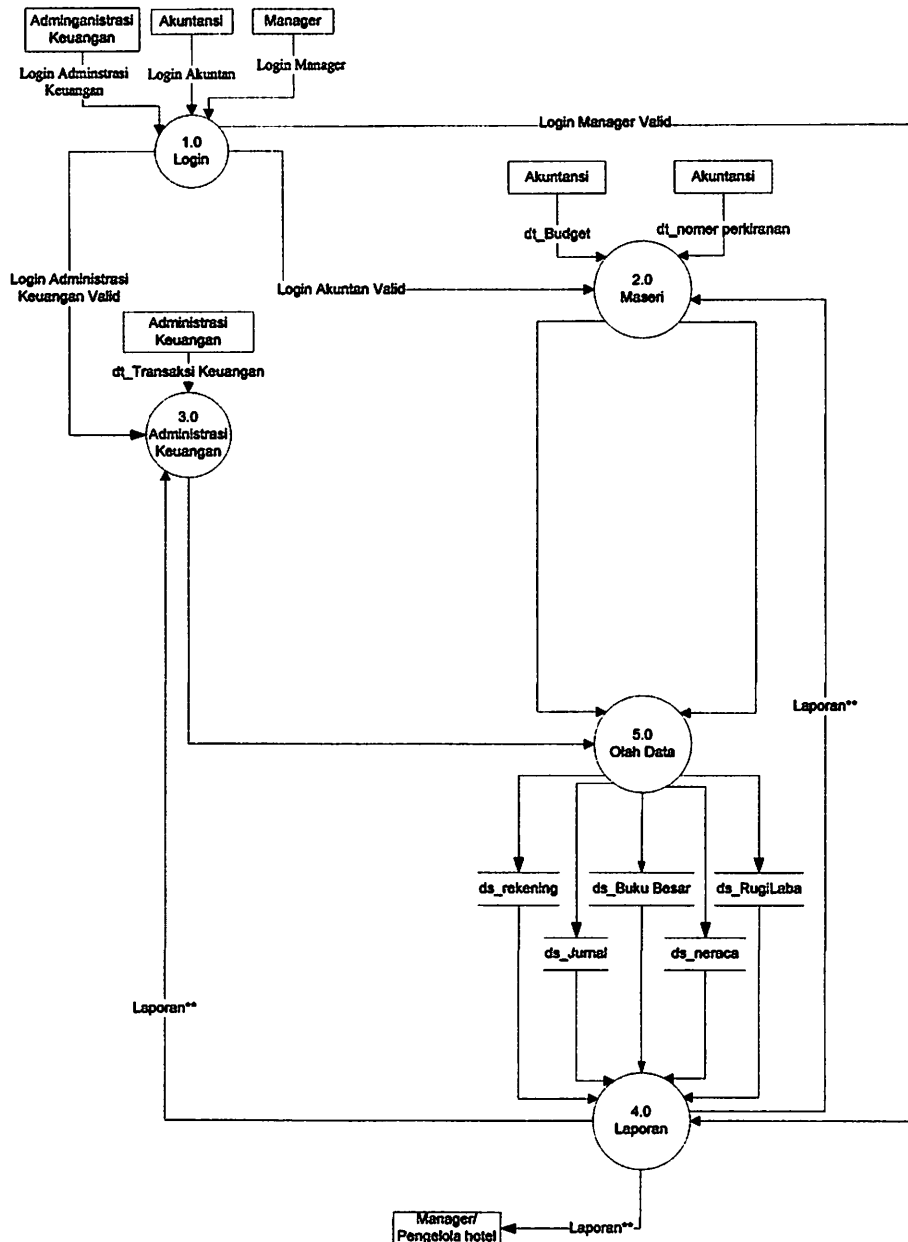 Adminganistrasi
Keuangan
Akuntansi
Manager
Login Adminstrasi
Keuangan
Login Akuntan
Login Manager
1.0
Login
Login Manager Valid
Akuntansi
Akuntansi
dt_Budget
dt_nomer perkiranan
2.0
Maseri
Login Administrasi
Keuangan Valid
Login Akuntan Valid
Administrasi
Keuangan
dt_Transaksi Keuangan
3.0
Administrasi
Keuangan
Laporan**
5.0
Olah Data
ds_rekening
ds_Buku Besar
ds_RugiLaba
ds_Jurnal
ds_neraca
Laporan**
4.0
Laporan
Manager/
Pengelola hotel
Laporan**